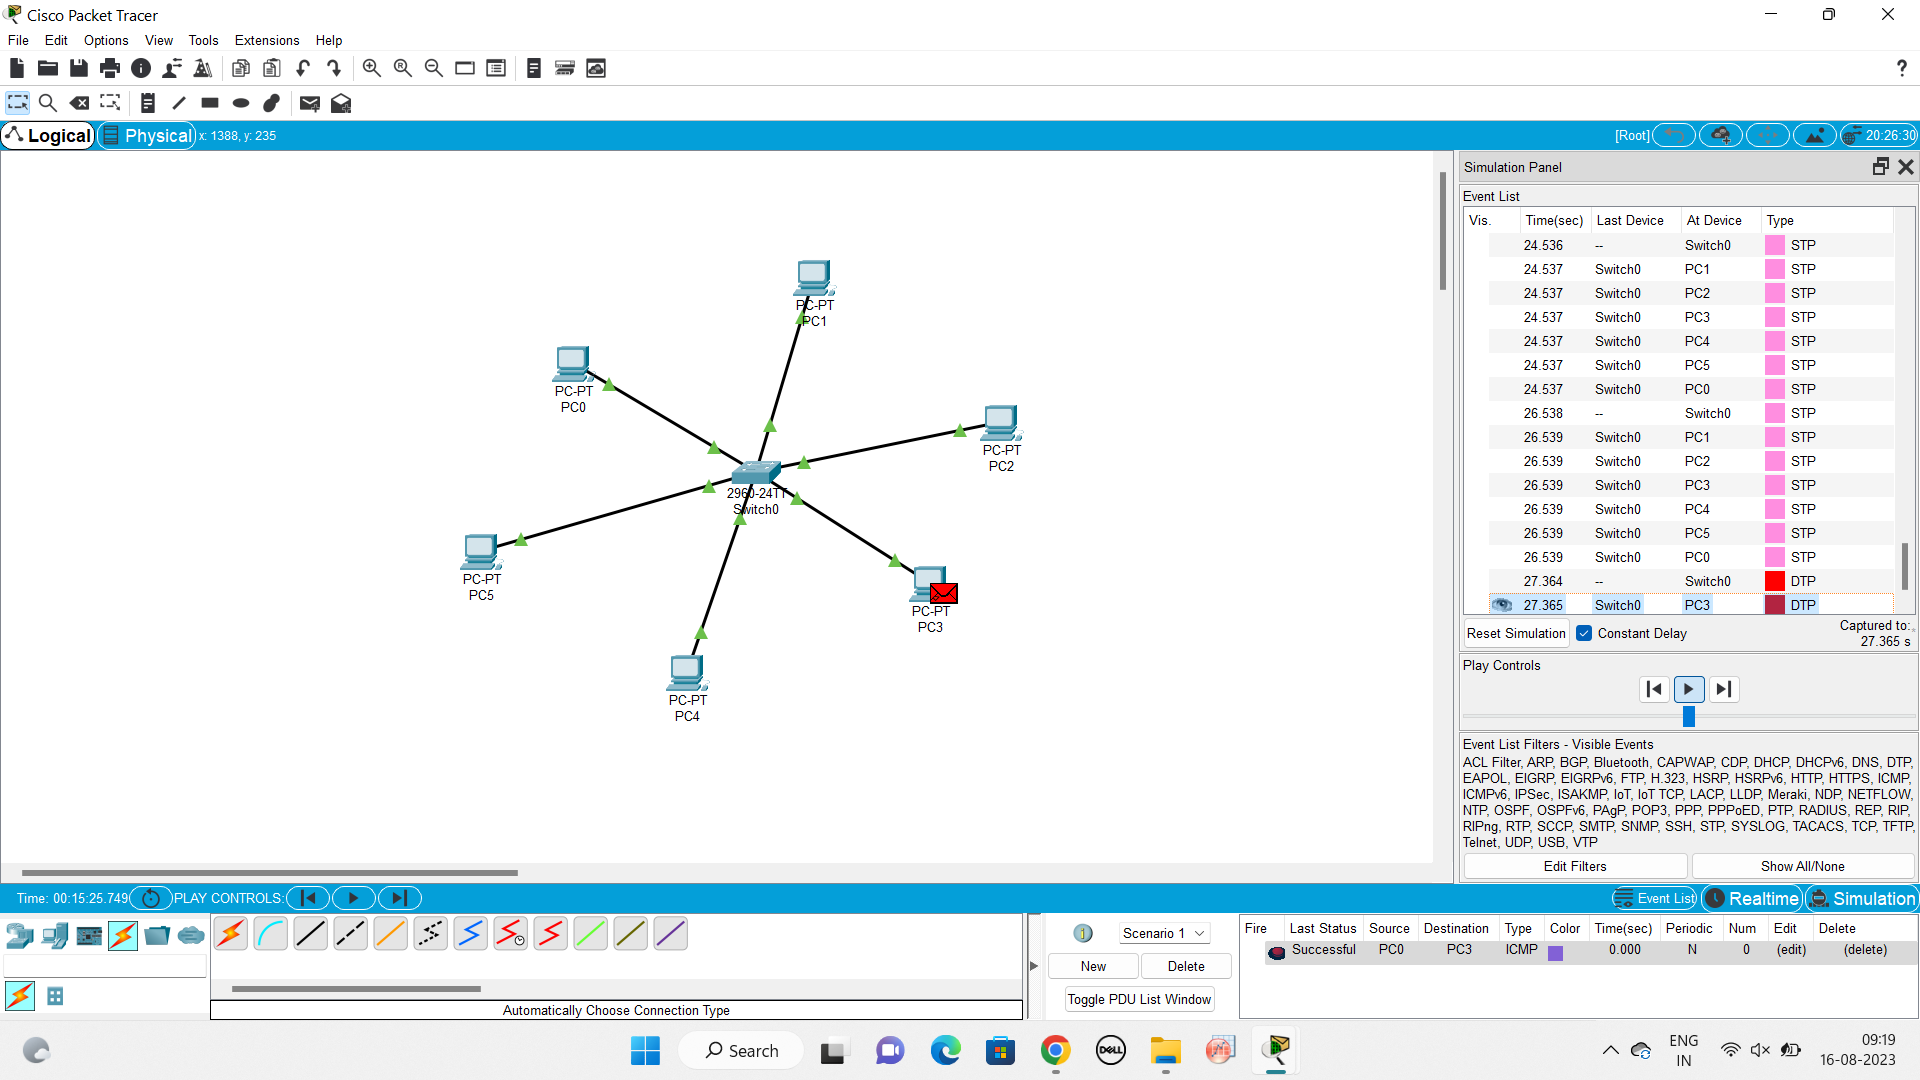 Cisco Packet Tracer
File Edit Options View Tools Extensions Help
?
Logical Physical x: 1388, y: 235 [Root] 20:26:30
PC-PT
PC1
PC-PT
PC0
PC-PT
PC2
2960-24TT
Switch0
PC-PT
PC5
PC-PT
PC3
PC-PT
PC4
Simulation Panel
Event List
Vis. Time(sec) Last Device At Device Type
24.536 -- Switch0 STP
24.537 Switch0 PC1 STP
24.537 Switch0 PC2 STP
24.537 Switch0 PC3 STP
24.537 Switch0 PC4 STP
24.537 Switch0 PC5 STP
24.537 Switch0 PC0 STP
26.538 -- Switch0 STP
26.539 Switch0 PC1 STP
26.539 Switch0 PC2 STP
26.539 Switch0 PC3 STP
26.539 Switch0 PC4 STP
26.539 Switch0 PC5 STP
26.539 Switch0 PC0 STP
27.364 -- Switch0 DTP
27.365 Switch0 PC3 DTP
Reset Simulation Constant Delay Captured to:
27.365 s
Play Controls
Event List Filters - Visible Events
ACL Filter, ARP, BGP, Bluetooth, CAPWAP, CDP, DHCP, DHCPv6, DNS, DTP,
EAPOL, EIGRP, EIGRPv6, FTP, H.323, HSRP, HSRPv6, HTTP, HTTPS, ICMP,
ICMPv6, IPSec, ISAKMP, IoT, IoT TCP, LACP, LLDP, Meraki, NDP, NETFLOW,
NTP, OSPF, OSPFv6, PAgP, POP3, PPP, PPPoED, PTP, RADIUS, REP, RIP,
RIPng, RTP, SCCP, SMTP, SNMP, SSH, STP, SYSLOG, TACACS, TCP, TFTP,
Telnet, UDP, USB, VTP
Edit Filters Show All/None
Time: 00:15:25.749 PLAY CONTROLS: Event List Realtime Simulation
Scenario 1
New Delete
Toggle PDU List Window
Fire Last Status Source Destination Type Color Time(sec) Periodic Num Edit Delete
Successful PC0 PC3 ICMP 0.000 N 0 (edit) (delete)
Automatically Choose Connection Type
Search
DELL
ENG
IN
09:19
16-08-2023